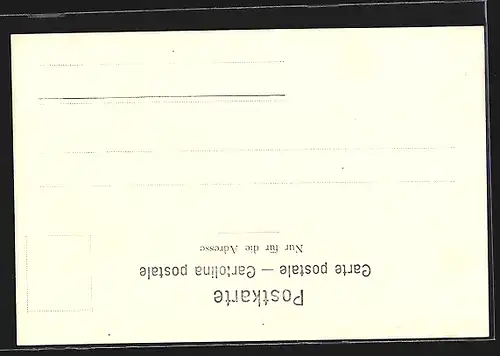 Postkarte
Carte postale — Cartolina postale
Nur für die Adresse